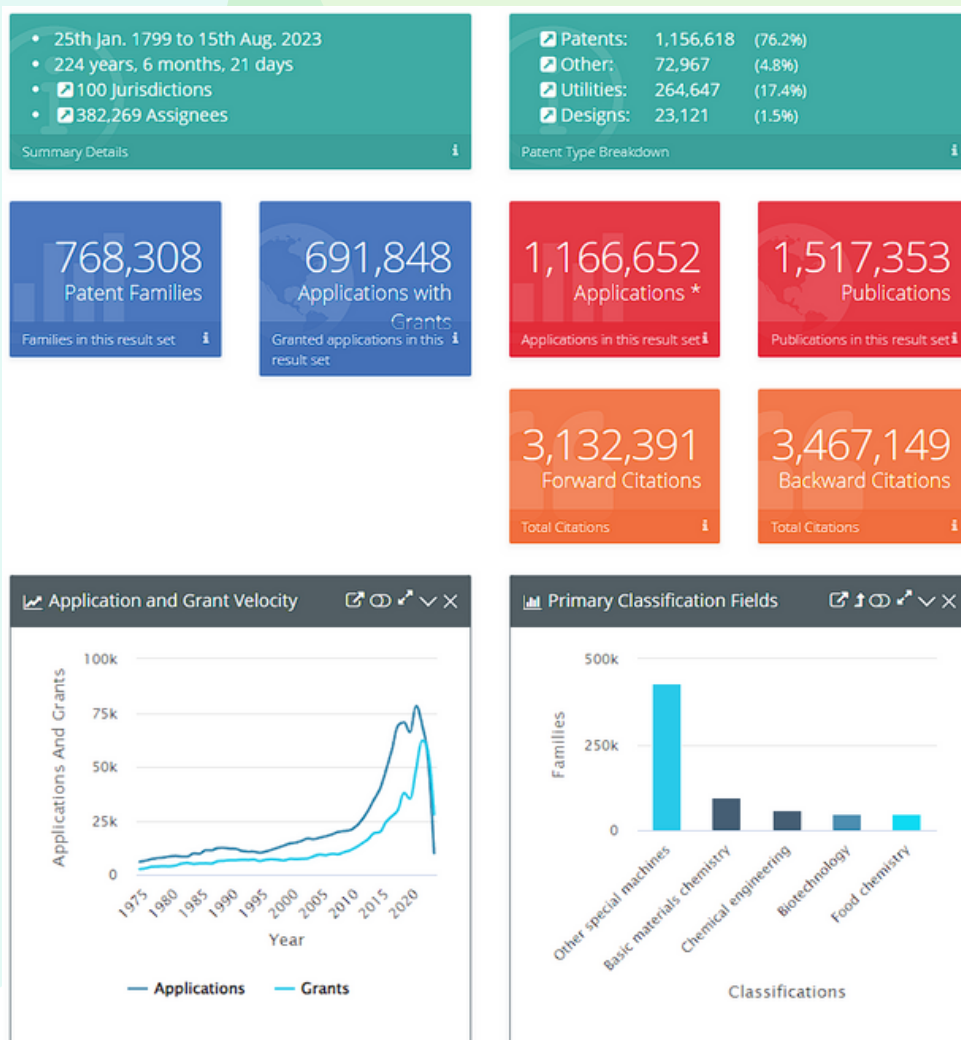 25th Jan. 1799 to 15th Aug. 2023
224 years, 6 months, 21 days
100 Jurisdictions
382,269 Assignees
Summary Details
Patents: 1,156,618 (76.2%)
Other: 72,967 (4.8%)
Utilities: 264,647 (17.4%)
Designs: 23,121 (1.5%)
Patent Type Breakdown
768,308
Patent Families
Families in this result set
691,848
Applications with
Grants
Granted applications in this
result set
1,166,652
Applications *
Applications in this result set
1,517,353
Publications
Publications in this result set
3,132,391
Forward Citations
Total Citations
3,467,149
Backward Citations
Total Citations
Application and Grant Velocity
Applications And Grants
100k
75k
50k
25k
0
1975
1980
1985
1990
1995
2000
2005
2010
2015
2020
Year
Applications
Grants
Primary Classification Fields
Families
500k
250k
0
Other special machines
Basic materials chemistry
Chemical engineering
Biotechnology
Food chemistry
Classifications